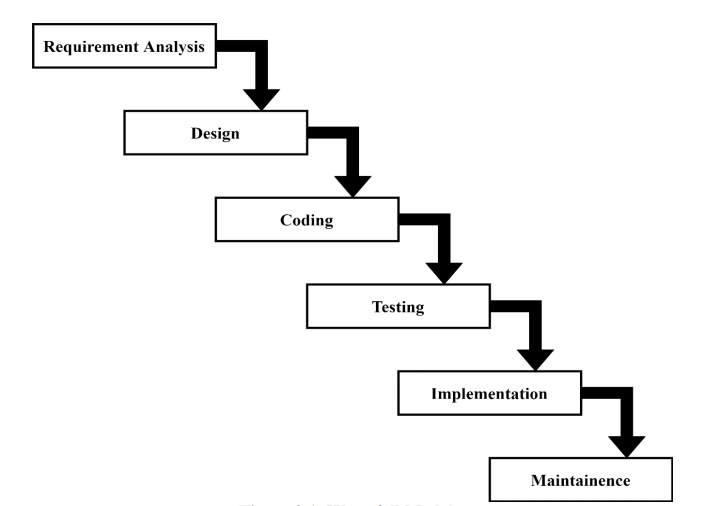 Requirement Analysis
Design
Coding
Testing
Implementation
Maintainence